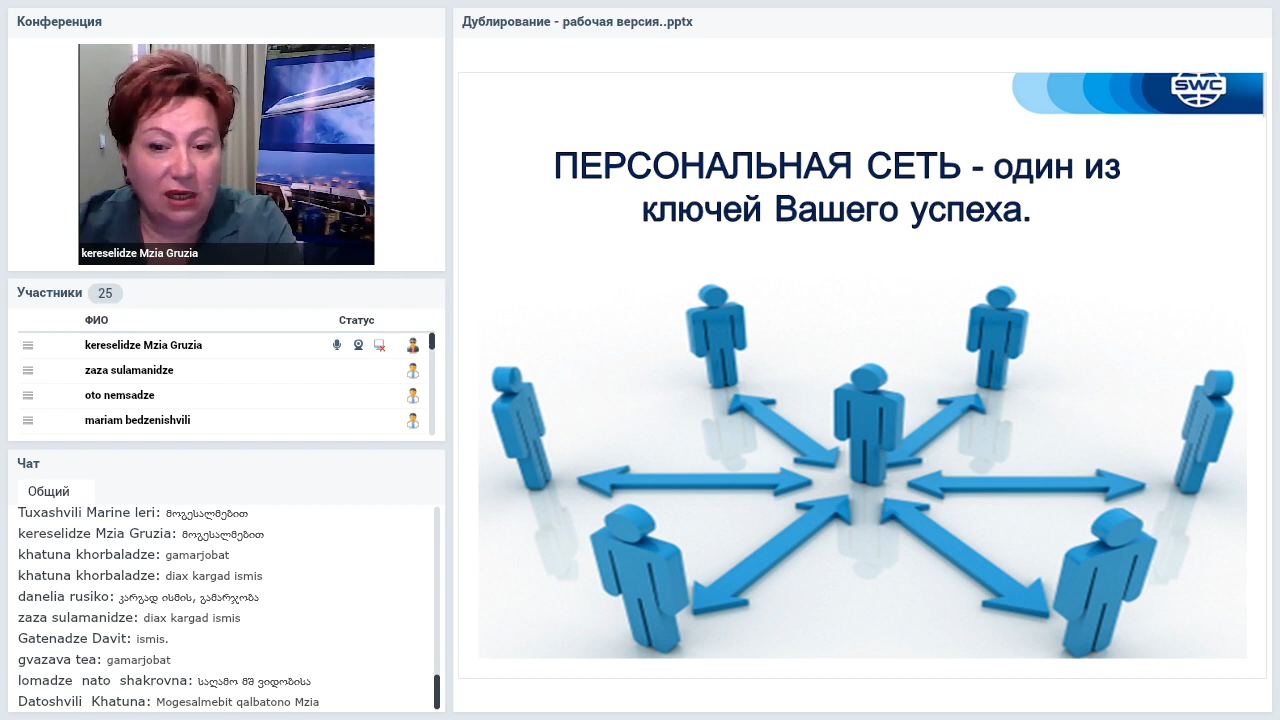 Конференция
kereselidze Mzia Gruzia
Участники 25
ФИО Статус
kereselidze Mzia Gruzia
zaza sulamanidze
oto nemsadze
mariam bedzenishvili
Чат
Общий
Tuxashvili Marine leri: მოგესალმებით
kereselidze Mzia Gruzia: მოგესალმებით
khatuna khorbaladze: gamarjobat
khatuna khorbaladze: diax kargad ismis
danelia rusiko: კარგად ისმის, გამარჯობა
zaza sulamanidze: diax kargad ismis
Gatenadze Davit: ismis.
gvazava tea: gamarjobat
lomadze nato shakrovna: საღამო მშ ვიდობისა
Datoshvili Khatuna: Mogesalmebit qalbatono Mzia
Дублирование - рабочая версия..pptx
SWC
ПЕРСОНАЛЬНАЯ СЕТЬ - один из
ключей Вашего успеха.